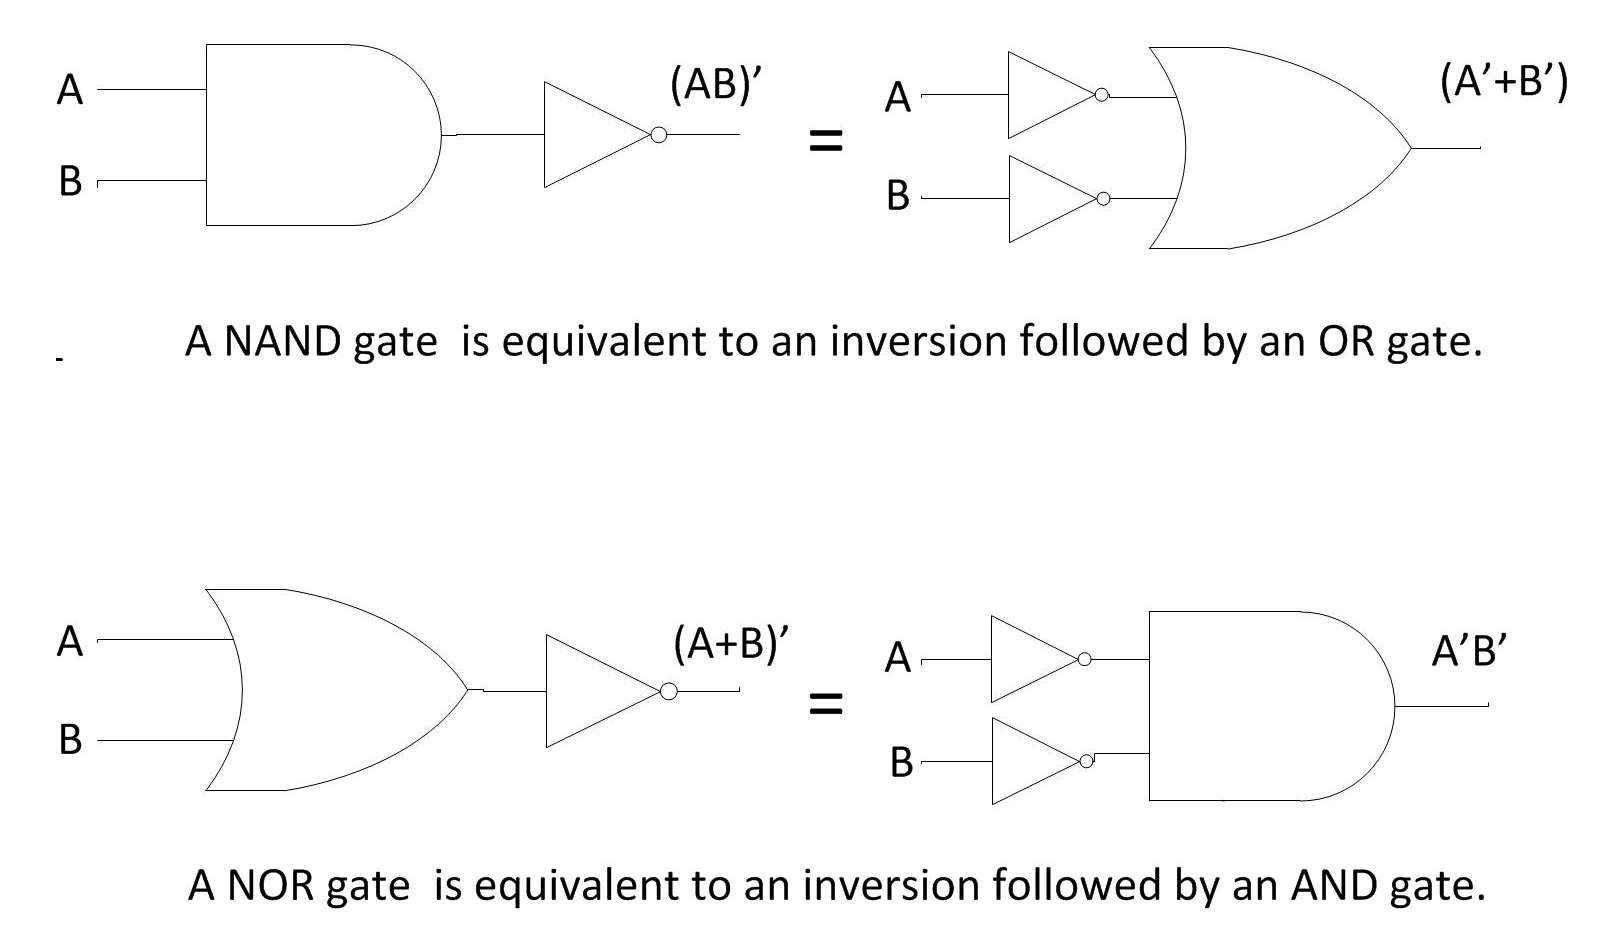 A
B
(AB)’
=
A
B
(A’+B’)
A NAND gate  is equivalent to an inversion followed by an OR gate.
-
A
B
(A+B)’
=
A
B
A’B’
A NOR gate  is equivalent to an inversion followed by an AND gate.